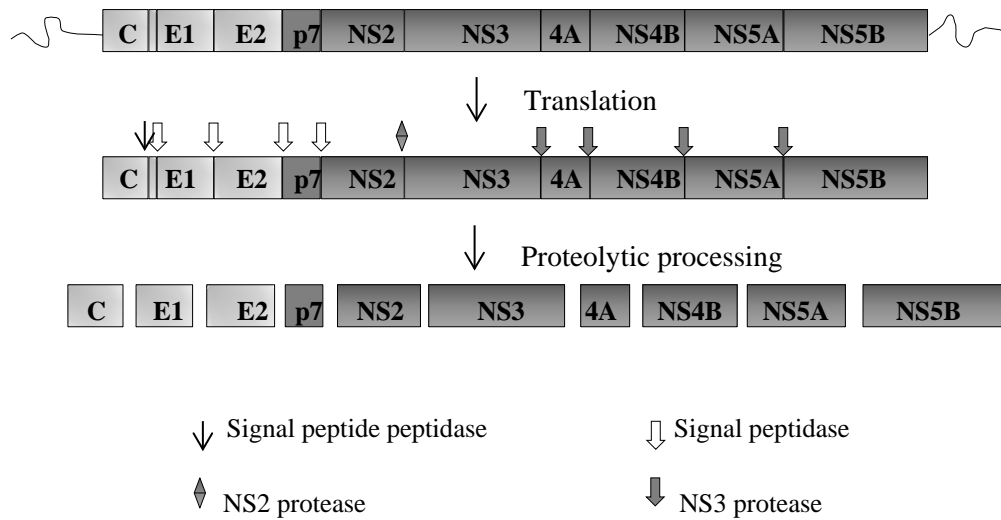 C E1 E2 p7 NS2 NS3 4A NS4B NS5A NS5B
Translation
C E1 E2 p7 NS2 NS3 4A NS4B NS5A NS5B
Proteolytic processing
C E1 E2 p7 NS2 NS3 4A NS4B NS5A NS5B
Signal peptide peptidase
Signal peptidase
NS2 protease
NS3 protease